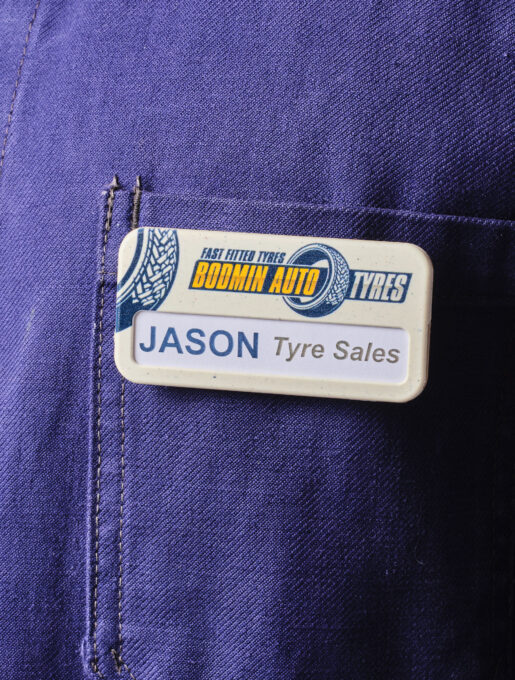 FAST FITTED TYRES
BODMIN AUTO TYRES
JASON Tyre Sales